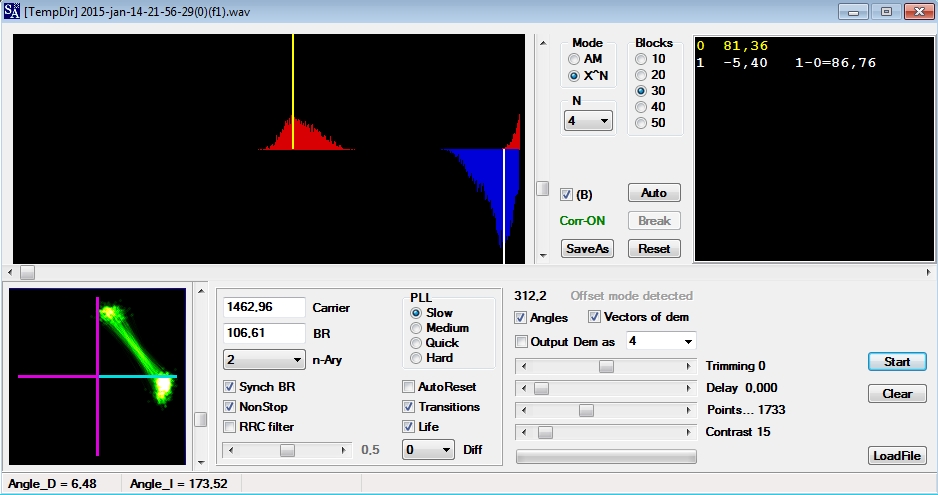 SA [TempDir] 2015-jan-14-21-56-29(0)(f1).wav
Mode
AM
X^N
N
4
Blocks
10
20
30
40
50
(B)
Auto
Corr-ON
Break
SaveAs
Reset
0 81,36
1 -5,40 1-0=86,76
1462,96 Carrier
106,61 BR
2 n-Ary
Synch BR
NonStop
RRC filter
0.5
PLL
Slow
Medium
Quick
Hard
AutoReset
Transitions
Life
0 Diff
312,2 Offset mode detected
Angles Vectors of dem
Output Dem as 4
Trimming 0
Delay 0,000
Points... 1733
Contrast 15
Start
Clear
LoadFile
Angle_D = 6,48 Angle_I = 173,52